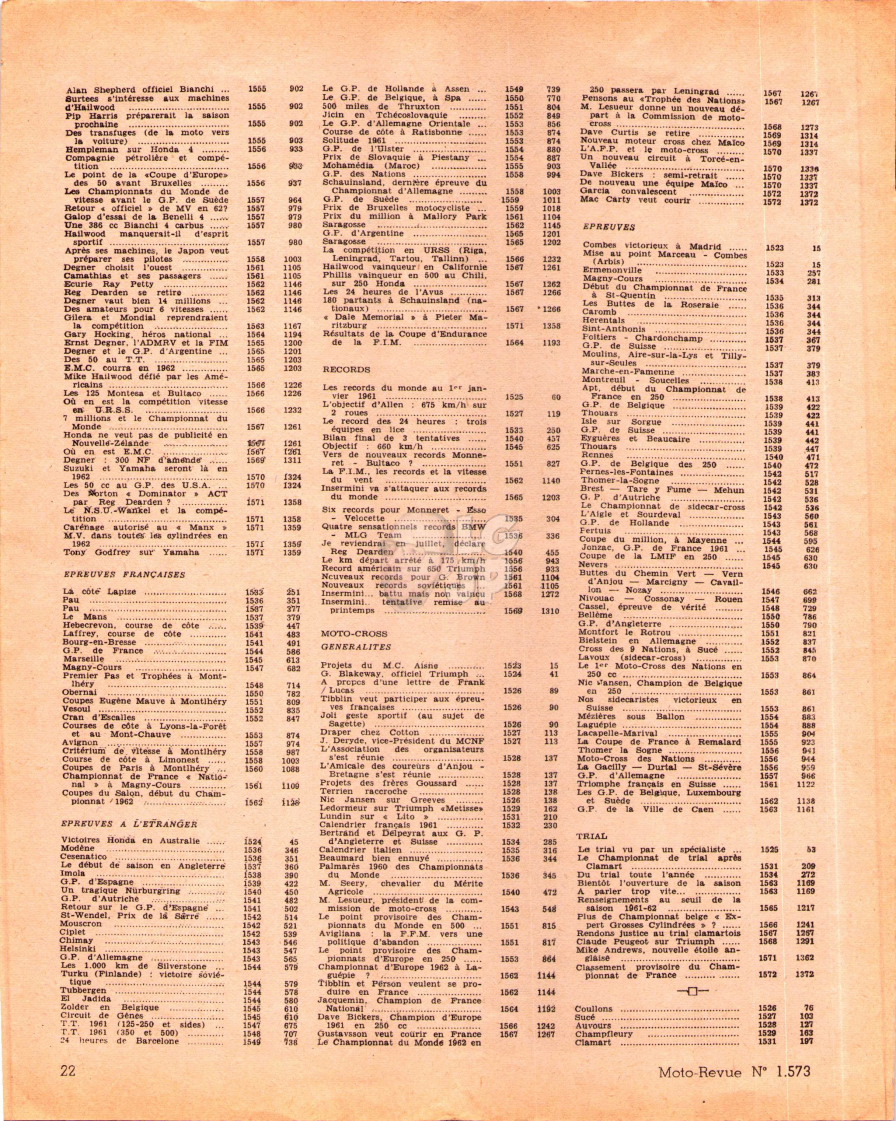 Alan Shepherd officiel Bianchi ... 1555 902
Surtees s'intéresse aux machines
d'Hailwood 1555 902
Pip Harris préparerait la saison
prochaine 1555 902
Des transfuges (de la moto vers
la voiture) 1555 903
Hempleman sur Honda 4 1556 933
Compagnie pétrolière et compé-
tition 1556 933
Le point de la «Coupe d'Europe»
des 50 avant Bruxelles 1556 937
Les Championnats du Monde de
vitesse avant le G.P. de Suède 1557 964
Retour « officiel » de MV en 62? 1557 979
Galop d'essai de la Benelli 4 1557 979
Une 386 cc Bianchi 4 carbus 1557 980
Hailwood manquerait-il d'esprit
sportif 1557 980
Après ses machines, le Japon veut
préparer ses pilotes 1558 1003
Degner choisit l'ouest 1561 1105
Camathias et ses passagers 1561 1105
Ecurie Ray Petty 1562 1146
Reg Dearden se retire 1562 1146
Degner vaut bien 14 millions ... 1562 1146
Des amateurs pour 6 vitesses ... 1562 1146
Gilera et Mondial reprendraient
la compétition 1563 1167
Gary Hocking, héros national ... 1564 1194
Ernst Degner, l'ADMRV et la FIM 1565 1200
Degner et le G.P. d'Argentine ... 1565 1201
Des 50 au T.T. 1565 1203
E.M.C. courra en 1962 1565 1203
Mike Hailwood défié par les Amé-
ricains 1566 1226
Les 125 Montesa et Bultaco 1566 1226
Où en est la compétition vitesse
en U.R.S.S. 1566 1232
7 millions et le Championnat du
Monde 1567 1261
Honda ne veut pas de publicité en
Nouvelle-Zélande 1567 1261
Où en est E.M.C. 1567 1261
Degner : 300 NF d'amende 1569 1311
Suzuki et Yamaha seront là en
1962 1570 1324
Les 50 cc au G.P. des U.S.A. ... 1570 1324
Des Norton « Dominator » ACT
par Reg Dearden ? 1571 1358
Le N.S.U.-Wankel et la compé-
tition 1571 1358
Carénage autorisé au « Manx » 1571 1359
M.V. dans toutes les cylindrées en
1962 1571 1359
Tony Godfrey sur Yamaha 1571 1359
EPREUVES FRANÇAISES
La côte Lapize 1535 251
Pau 1536 351
Pau 1537 377
Le Mans 1537 379
Hebecrevon, course de côte 1539 447
Laffrey, course de côte 1541 483
Bourg-en-Bresse 1541 491
G.P. de France 1544 586
Marseille 1545 613
Magny-Cours 1547 682
Premier Pas et Trophées à Mont-
lhéry 1548 714
Obernai 1550 782
Coupes Eugène Mauve à Montlhéry 1551 809
Vesoul 1552 835
Cran d'Escalles 1552 847
Courses de côte à Lyons-la-Forêt
et au Mont-Chauve 1553 874
Avignon 1557 974
Critérium de vitesse à Montlhéry 1558 987
Course de côte à Limonest 1558 1003
Coupes de Paris à Montlhéry ... 1560 1088
Championnat de France « Natio-
nal » à Magny-Cours 1561 1109
Coupes du Salon, début du Cham-
pionnat 1962 1562 1128
EPREUVES A L'ETRANGER
Victoires Honda en Australie 1524 45
Modène 1536 346
Cesenatico 1536 351
Le début de saison en Angleterre 1537 360
Imola 1538 390
G.P. d'Espagne 1539 422
Un tragique Nürburgring 1540 450
G.P. d'Autriche 1541 482
Retour sur le G.P. d'Espagne 1541 502
St-Wendel, Prix de la Sarre 1542 514
Mouscron 1542 521
Ciplet 1542 539
Chimay 1543 546
Helsinki 1543 547
G.P. d'Allemagne 1543 565
Les 1.000 km de Silverstone 1544 579
Turku (Finlande) : victoire sovié-
tique 1544 579
Tubbergen 1544 578
El Jadida 1544 580
Zolder en Belgique 1545 610
Circuit de Gênes 1545 610
T.T. 1961 (125-250 et sides) 1547 675
T.T. 1961 (350 et 500) 1548 707
24 heures de Barcelone 1549 738
Le G.P. de Hollande à Assen ... 1549 739
Le G.P. de Belgique, à Spa 1550 770
500 miles de Thruxton 1551 804
Jicin en Tchécoslovaquie 1552 849
Le G.P. d'Allemagne Orientale ... 1553 856
Course de côte à Ratisbonne 1553 874
Solitude 1961 1553 874
G.P. de l'Ulster 1554 880
Prix de Slovaquie à Piestany ... 1554 887
Mohamédia (Maroc) 1555 903
G.P. des Nations 1558 994
Schauinsland, dernière épreuve du
Championnat d'Allemagne 1558 1003
G.P. de Suède 1559 1011
Prix de Bruxelles motocycliste ... 1559 1018
Prix du million à Mallory Park 1561 1104
Saragosse 1562 1145
G.P. d'Argentine 1565 1201
Saragosse 1565 1202
La compétition en URSS (Riga,
Leningrad, Tartou, Tallinn) 1566 1232
Hailwood vainqueur en Californie 1567 1261
Phillis vainqueur en 500 au Chili,
sur 250 Honda 1567 1262
Les 24 heures de l'Avus 1567 1266
180 partants à Schauinsland (na-
tionaux) 1567 1266
« Dale Memorial » à Pieter Ma-
ritzburg 1571 1358
Résultats de la Coupe d'Endurance
de la F.I.M. 1564 1193
RECORDS
Les records du monde au 1er jan-
vier 1961 1525 60
L'objectif d'Allen : 675 km/h sur
2 roues 1527 119
Le record des 24 heures : trois
équipes en lice 1533 250
Bilan final de 3 tentatives 1540 457
Objectif : 660 km/h 1545 625
Vers de nouveaux records Monne-
ret - Bultaco ? 1551 827
La F.I.M., les records et la vitesse
du vent 1562 1140
Insermini va s'attaquer aux records
du monde 1565 1203
Six records pour Monneret - Esso
- Velocette 1535 304
Quatre sensationnels records BMW
- MLG Team 1536 336
Je reviendrai en juillet, déclare
Reg Dearden 1540 455
Le km départ arrêté à 175 km/h 1556 943
Record américain sur 650 Triumph 1556 933
Nouveaux records pour G. Brown 1561 1104
Nouveaux records soviétiques 1561 1105
Insermini... battu mais non vaincu 1568 1272
Insermini.. tentative remise au
printemps 1569 1310
MOTO-CROSS
GENERALITES
Projets du M.C. Aisne 1523 15
G. Blakeway, officiel Triumph ... 1524 41
A propos d'une lettre de Frank
Lucas 1526 89
Tibblin veut participer aux épreu-
ves françaises 1526 90
Joli geste sportif (au sujet de
Sagette) 1526 90
Draper chez Cotton 1527 113
J. Deryde, vice-Président du MCNF 1527 113
L'Association des organisateurs
s'est réunie 1528 137
L'Amicale des coureurs d'Anjou -
Bretagne s'est réunie 1528 137
Projets des frères Goussard 1528 137
Terrien raccroche 1528 138
Nic Jansen sur Greeves 1526 138
Ledormeur sur Triumph «Metisse» 1529 162
Lundin sur « Lito » 1531 210
Calendrier français 1961 1532 230
Bertrand et Delpeyrat aux G. P.
d'Angleterre et Suisse 1534 285
Calendrier italien 1535 316
Beaumard bien ennuyé 1536 344
Palmarès 1960 des Championnats
du Monde 1536 345
M. Seery, chevalier du Mérite
Agricole 1540 472
M. Lesueur, président de la com-
mission de moto-cross 1543 548
Le point provisoire des Cham-
pionnats du Monde en 500 ... 1551 815
Avigliana : la F.F.M. vers une
politique d'abandon 1551 817
Le point provisoire des Cham-
pionnats d'Europe en 250 1553 864
Championnat d'Europe 1962 à La-
guépie ? 1562 1144
Tibblin et Person veulent se pro-
duire en France 1562 1144
Jacquemin, Champion de France
National 1564 1192
Dave Bickers, Champion d'Europe
1961 en 250 cc 1566 1242
Gustavsson veut courir en France 1567 1267
Le Championnat du Monde 1962 en
250 passera par Leningrad 1567 1267
Pensons au «Trophée des Nations» 1567 1267
M. Lesueur donne un nouveau dé-
part à la Commission de moto-
cross 1568 1273
Dave Curtis se retire 1569 1314
Nouveau moteur cross chez Maïco 1569 1314
L'A.P.P. et le moto-cross 1570 1337
Un nouveau circuit à Torcé-en-
Vallée 1570 1336
Dave Bickers : semi-retrait 1570 1337
De nouveau une équipe Maïco ... 1570 1337
Garcia convalescent 1572 1372
Mac Carty veut courir 1572 1372
EPREUVES
Combes victorieux à Madrid 1523 15
Mise au point Marceau - Combes
(Arbis) 1523 15
Ermenonville 1533 257
Magny-Cours 1534 281
Début du Championnat de France
à St-Quentin 1535 313
Les Buttes de la Roseraie 1536 344
Caromb 1536 344
Herentals 1536 344
Sint-Anthonis 1536 344
Poitiers - Chardonchamp 1537 367
G.P. de Suisse 1537 379
Moulins, Aire-sur-la-Lys et Tilly-
sur-Seules 1537 379
Marche-en-Famenne 1537 383
Montreuil - Soucelles 1538 413
Apt, début du Championnat de
France en 250 1538 413
G.P. de Belgique 1539 422
Thouars 1539 422
Isle sur Sorgue 1539 441
G.P. de Suisse 1539 441
Eyguères et Beaucaire 1539 442
Thouars 1539 447
Rennes 1540 471
G.P. de Belgique des 250 1540 472
Pernes-les-Fontaines 1542 517
Thomer-la-Sogne 1542 528
Brest - Tare y Fume - Mehun 1542 531
G. P. d'Autriche 1542 536
Le Championnat de sidecar-cross 1542 536
L'Aigle et Sourdeval 1543 560
G.P. de Hollande 1543 561
Pertuis 1543 568
Coupe du million, à Mayenne ... 1544 595
Jonzac, G.P. de France 1961 ... 1545 626
Coupe de la LMIF en 250 1545 630
Nevers 1545 630
Buttes du Chemin Vert - Vern
d'Anjou - Marcigny - Cavail-
lon - Nozay 1546 662
Nivouac - Cossonay - Rouen 1547 699
Cassel, épreuve de vérité 1548 729
Bellême 1550 786
G.P. d'Angleterre 1550 790
Montfort le Rotrou 1551 821
Bielstein en Allemagne 1552 837
Cross des 9 Nations, à Sucé 1552 845
Lavoux (sidecar-cross) 1553 870
Le 1er Moto-Cross des Nations en
250 cc 1553 864
Nic Jansen, Champion de Belgique
en 250 1553 861
Nos sidecaristes victorieux en
Suisse 1553 861
Mézières sous Ballon 1554 883
Laguépie 1554 888
Lacapelle-Marival 1555 904
La Coupe de France à Remalard 1555 923
Thomer la Sogne 1556 941
Moto-Cross des Nations 1556 944
La Gacilly - Durtal - St-Sévère 1556 959
G.P. d'Allemagne 1557 966
Triomphe français en Suisse 1561 1122
Les G.P. de Belgique, Luxembourg
et Suède 1562 1138
G.P. de la Ville de Caen 1563 1161
TRIAL
Le trial vu par un spécialiste ... 1525 53
Le Championnat de trial après
Clamart 1531 209
Du trial toute l'année 1534 272
Bientôt l'ouverture de la saison 1563 1169
A parler trop vite... 1563 1169
Renseignements au seuil de la
saison 1961-62 1565 1217
Plus de Championnat belge « Ex-
pert Grosses Cylindrées » ? 1566 1241
Rendons justice au trial clamartois 1567 1267
Claude Peugeot sur Triumph 1568 1291
Mike Andrews, nouvelle étoile an-
glaise 1571 1362
Classement provisoire du Cham-
pionnat de France 1572 1372
Coullons 1526 76
Sucé 1527 103
Auvours 1528 127
Champfleury 1529 163
Clamart 1531 197
22
Moto-Revue N° 1.573